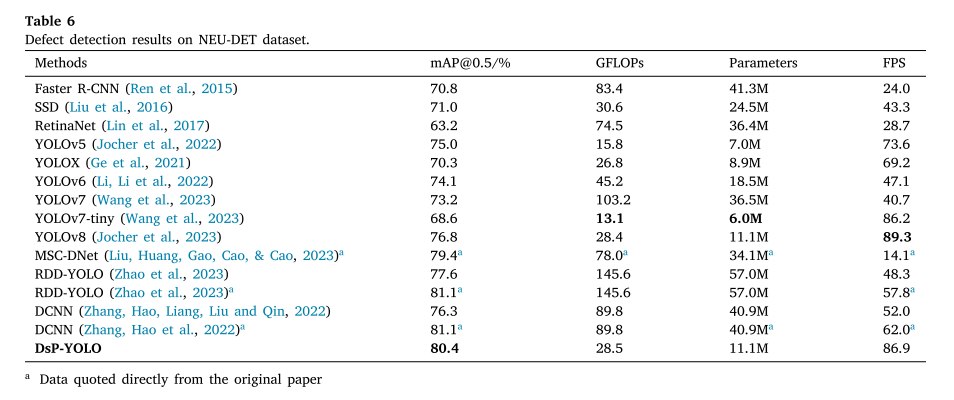 Table 6
Defect detection results on NEU-DET dataset.
Methods mAP@0.5/% GFLOPs Parameters FPS
Faster R-CNN (Ren et al., 2015) 70.8 83.4 41.3M 24.0
SSD (Liu et al., 2016) 71.0 30.6 24.5M 43.3
RetinaNet (Lin et al., 2017) 63.2 74.5 36.4M 28.7
YOLOv5 (Jocher et al., 2022) 75.0 15.8 7.0M 73.6
YOLOX (Ge et al., 2021) 70.3 26.8 8.9M 69.2
YOLOv6 (Li, Li et al., 2022) 74.1 45.2 18.5M 47.1
YOLOv7 (Wang et al., 2023) 73.2 103.2 36.5M 40.7
YOLOv7-tiny (Wang et al., 2023) 68.6 13.1 6.0M 86.2
YOLOv8 (Jocher et al., 2023) 76.8 28.4 11.1M 89.3
MSC-DNet (Liu, Huang, Gao, Cao, & Cao, 2023)a 79.4a 78.0a 34.1Ma 14.1a
RDD-YOLO (Zhao et al., 2023) 77.6 145.6 57.0M 48.3
RDD-YOLO (Zhao et al., 2023)a 81.1a 145.6 57.0M 57.8a
DCNN (Zhang, Hao, Liang, Liu and Qin, 2022) 76.3 89.8 40.9M 52.0
DCNN (Zhang, Hao et al., 2022)a 81.1a 89.8 40.9Ma 62.0a
DsP-YOLO 80.4 28.5 11.1M 86.9
a Data quoted directly from the original paper